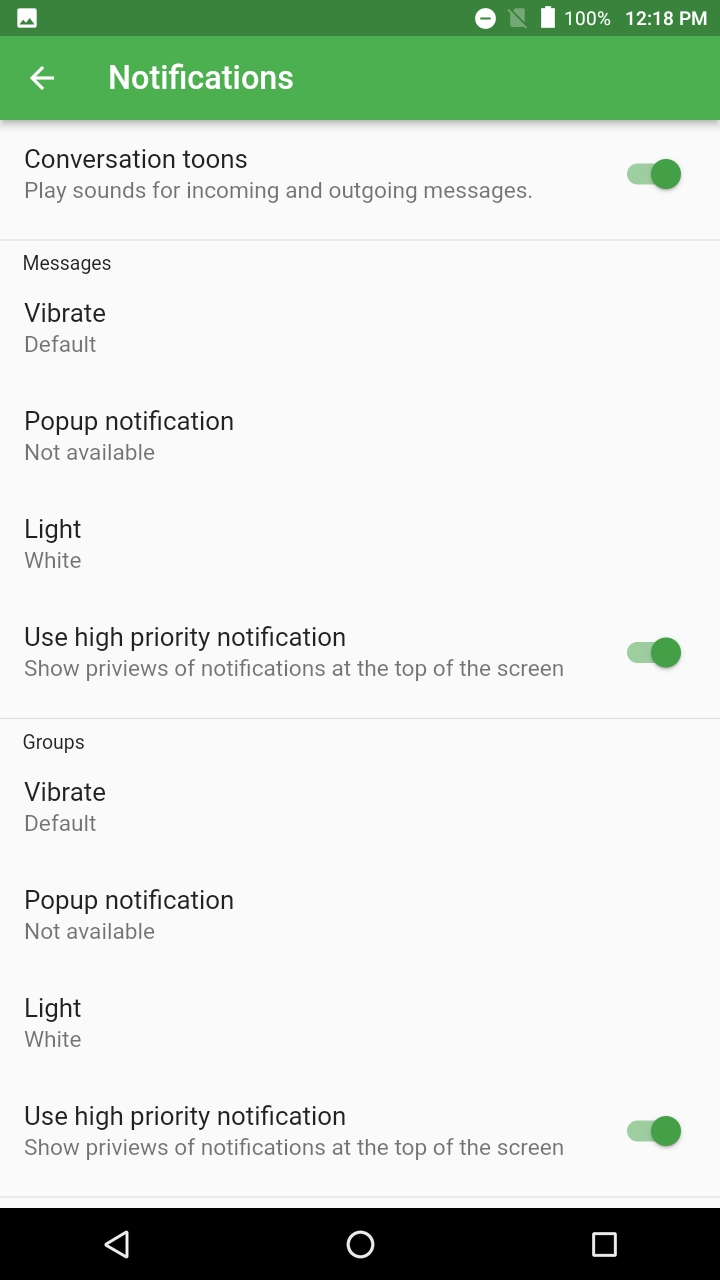 100% 12:18 PM
Notifications
Conversation toons
Play sounds for incoming and outgoing messages.
Messages
Vibrate
Default
Popup notification
Not available
Light
White
Use high priority notification
Show priviews of notifications at the top of the screen
Groups
Vibrate
Default
Popup notification
Not available
Light
White
Use high priority notification
Show priviews of notifications at the top of the screen